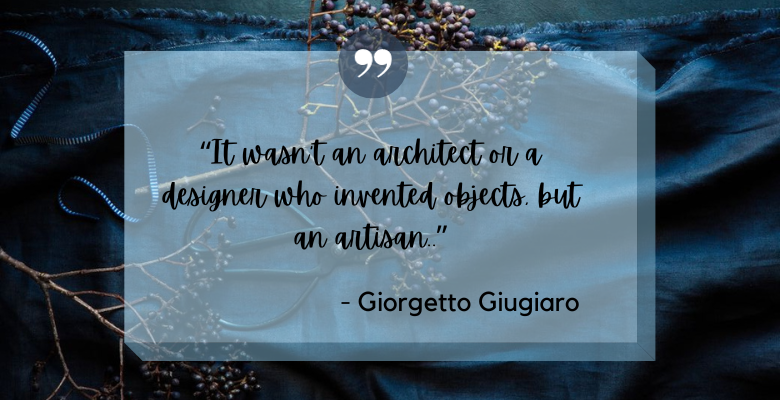 “It wasn't an architect or a
designer who invented objects, but
an artisan..”
- Giorgetto Giugiaro